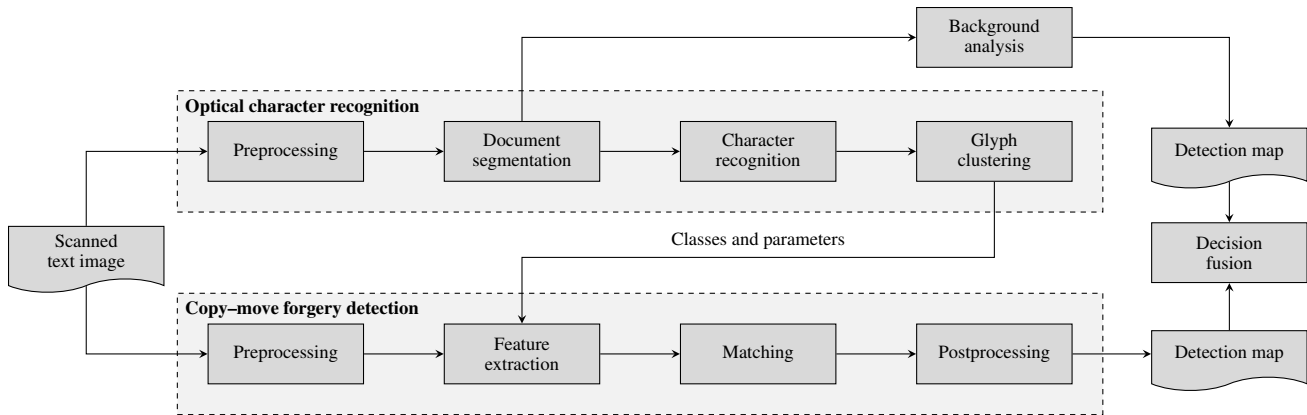 Background
analysis
Optical character recognition
Preprocessing
Document
segmentation
Character
recognition
Glyph
clustering
Detection map
Scanned
text image
Classes and parameters
Decision
fusion
Copy–move forgery detection
Preprocessing
Feature
extraction
Matching
Postprocessing
Detection map